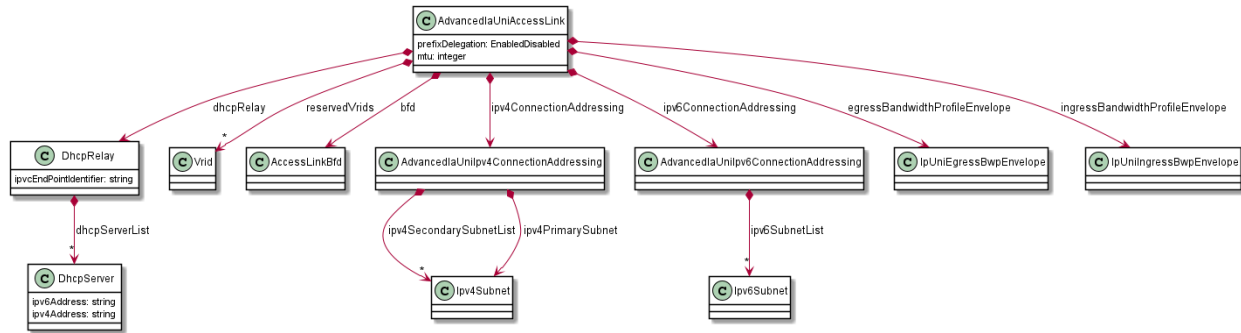 C AdvancedIaUniAccessLink
prefixDelegation: EnabledDisabled
mtu: integer
dhcpRelay
reservedVrids
bfd
ipv4ConnectionAddressing
ipv6ConnectionAddressing
egressBandwidthProfileEnvelope
ingressBandwidthProfileEnvelope
*
C DhcpRelay
ipvcEndPointIdentifier: string
C Vrid
C AccessLinkBfd
C AdvancedIaUniIpv4ConnectionAddressing
C AdvancedIaUniIpv6ConnectionAddressing
C IpUniEgressBwpEnvelope
C IpUniIngressBwpEnvelope
dhcpServerList
ipv4SecondarySubnetList
ipv4PrimarySubnet
ipv6SubnetList
*
*
*
C DhcpServer
ipv6Address: string
ipv4Address: string
C Ipv4Subnet
C Ipv6Subnet